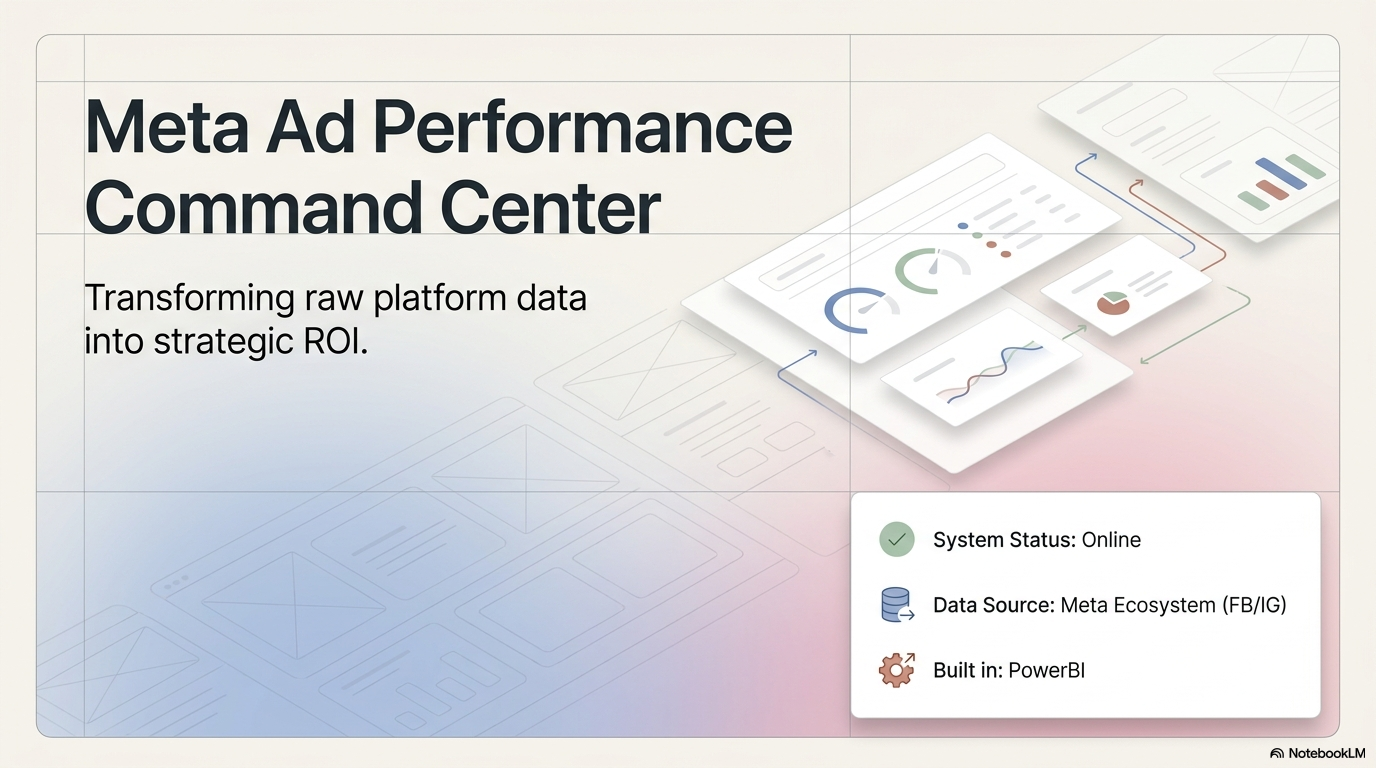 Meta Ad Performance
Command Center
Transforming raw platform data
into strategic ROI.
System Status: Online
Data Source: Meta Ecosystem (FB/IG)
Built in: PowerBI
NotebookLM